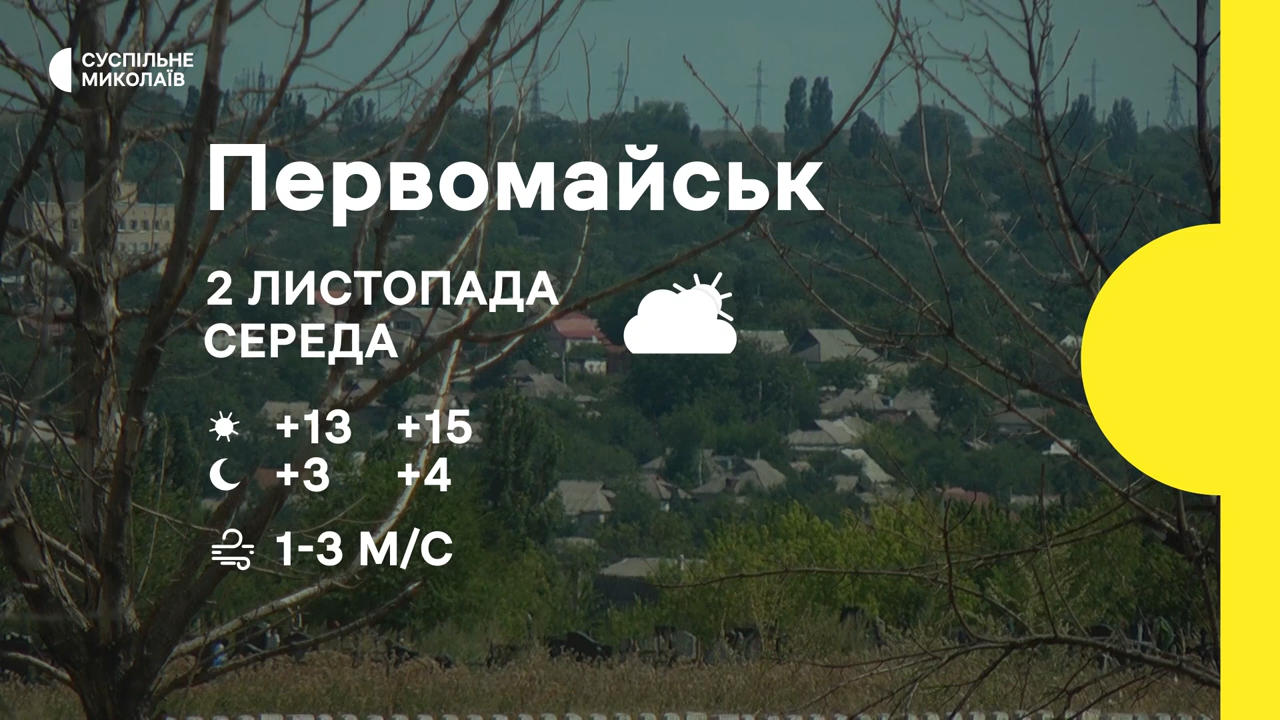 СУСПІЛЬНЕ
МИКОЛАЇВ
Первомайськ
2 ЛИСТОПАДА
СЕРЕДА
+13 +15
+3 +4
1-3 М/С